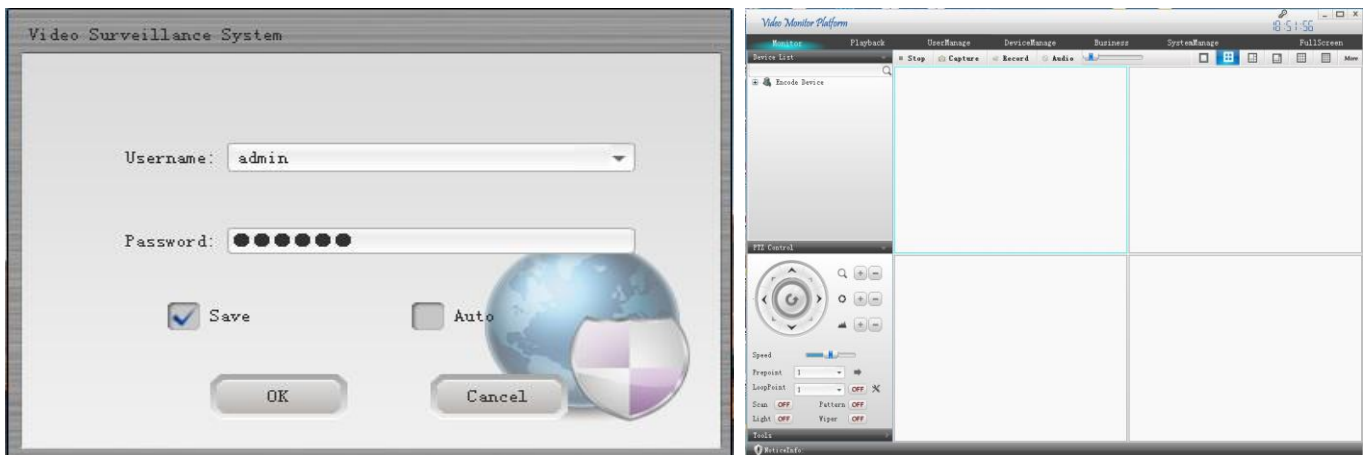 Video Surveillance System
Username: admin
Password: ●●●●●●
Save Auto
OK Cancel
Video Monitor Platform
18:51:56
Monitor Playback UserManage DeviceManage Business SystemManage FullScreen
Device List
Stop Capture Record Audio More
Encode Device
PTZ Control
Speed
Prepoint 1
LoopPoint 1 OFF
Scan OFF Pattern OFF
Light OFF Wiper OFF
Tools
NoticeInfo: